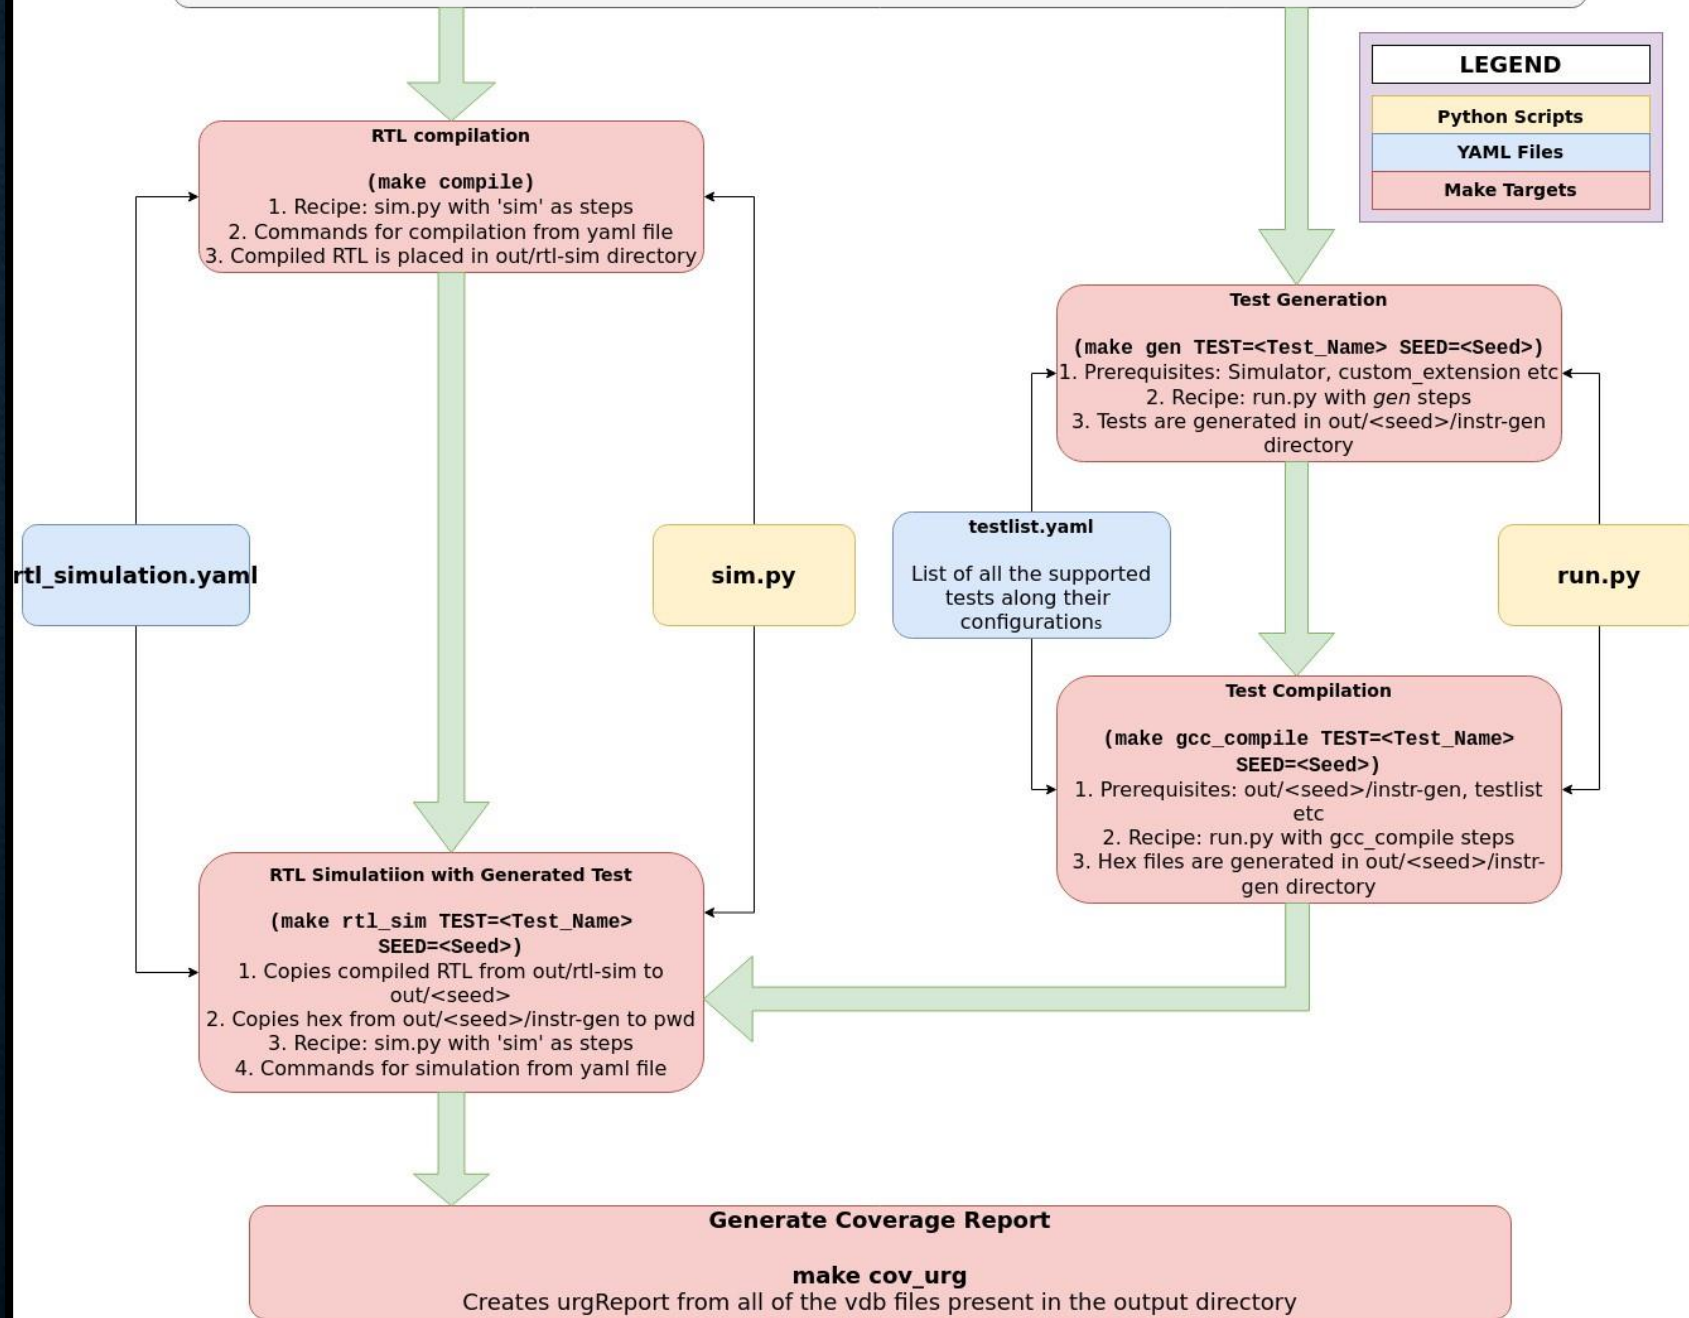 LEGEND
Python Scripts
YAML Files
Make Targets
RTL compilation
(make compile)
1. Recipe: sim.py with 'sim' as steps
2. Commands for compilation from yaml file
3. Compiled RTL is placed in out/rtl-sim directory
Test Generation
(make gen TEST=<Test_Name> SEED=<Seed>)
1. Prerequisites: Simulator, custom_extension etc
2. Recipe: run.py with gen steps
3. Tests are generated in out/<seed>/instr-gen
directory
rtl_simulation.yaml
sim.py
testlist.yaml
List of all the supported
tests along their
configurations
run.py
Test Compilation
(make gcc_compile TEST=<Test_Name>
SEED=<Seed>)
1. Prerequisites: out/<seed>/instr-gen, testlist
etc
2. Recipe: run.py with gcc_compile steps
3. Hex files are generated in out/<seed>/instr-
gen directory
RTL Simulatiion with Generated Test
(make rtl_sim TEST=<Test_Name>
SEED=<Seed>)
1. Copies compiled RTL from out/rtl-sim to
out/<seed>
2. Copies hex from out/<seed>/instr-gen to pwd
3. Recipe: sim.py with 'sim' as steps
4. Commands for simulation from yaml file
Generate Coverage Report
make cov_urg
Creates urgReport from all of the vdb files present in the output directory